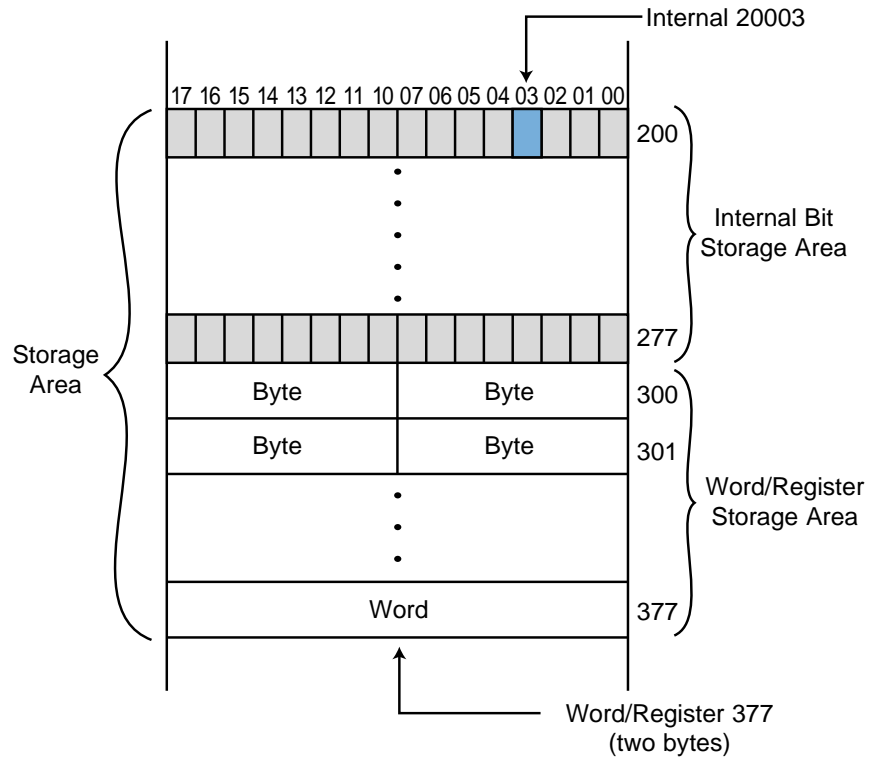 Internal 20003
17 16 15 14 13 12 11 10 07 06 05 04 03 02 01 00
200
Internal Bit
Storage Area
277
Storage
Area
Byte Byte 300
Byte Byte 301
Word/Register
Storage Area
Word 377
Word/Register 377
(two bytes)